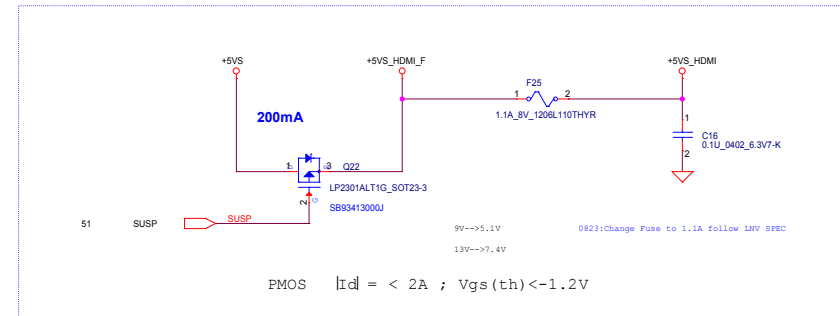 +5VS
+5VS_HDMI_F
+5VS_HDMI
F25
1
2
1.1A_8V_1206L110THYR
200mA
1
C16
0.1U_0402_6.3V7-K
2
1
D
S
3
Q22
LP2301ALT1G_SOT23-3
2
G
SB93413000J
51
SUSP
SUSP
9V-->5.1V
0823:Change Fuse to 1.1A follow LNV SPEC
13V-->7.4V
PMOS |Id| = < 2A ; Vgs(th)<-1.2V